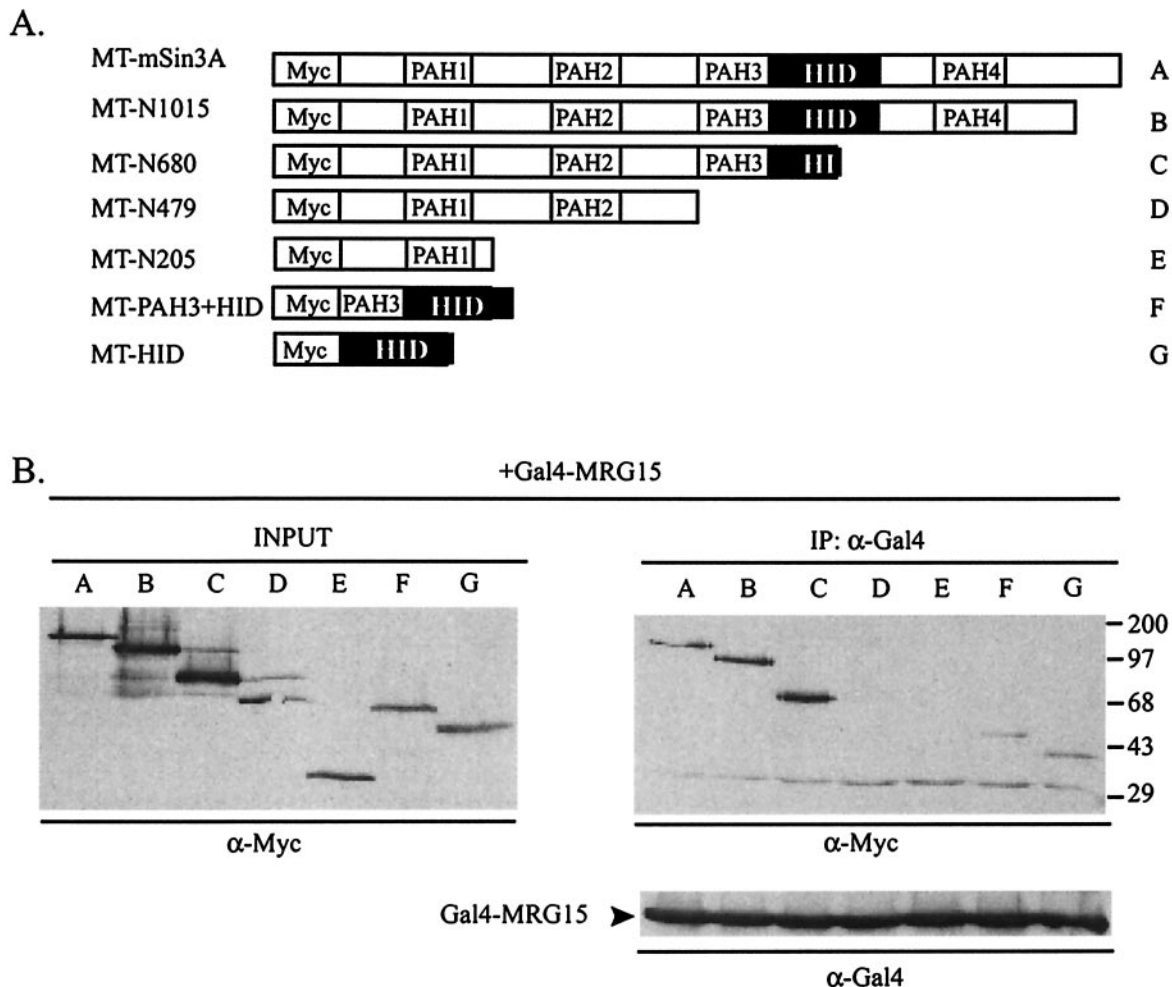 A.
MT-mSin3A Myc PAH1 PAH2 PAH3 HID PAH4 A
MT-N1015 Myc PAH1 PAH2 PAH3 HID PAH4 B
MT-N680 Myc PAH1 PAH2 PAH3 HI C
MT-N479 Myc PAH1 PAH2 D
MT-N205 Myc PAH1 E
MT-PAH3+HID Myc PAH3 HID F
MT-HID Myc HID G
B.
+Gal4-MRG15
INPUT
A B C D E F G
α-Myc
IP: α-Gal4
A B C D E F G
200
97
68
43
29
α-Myc
Gal4-MRG15
α-Gal4